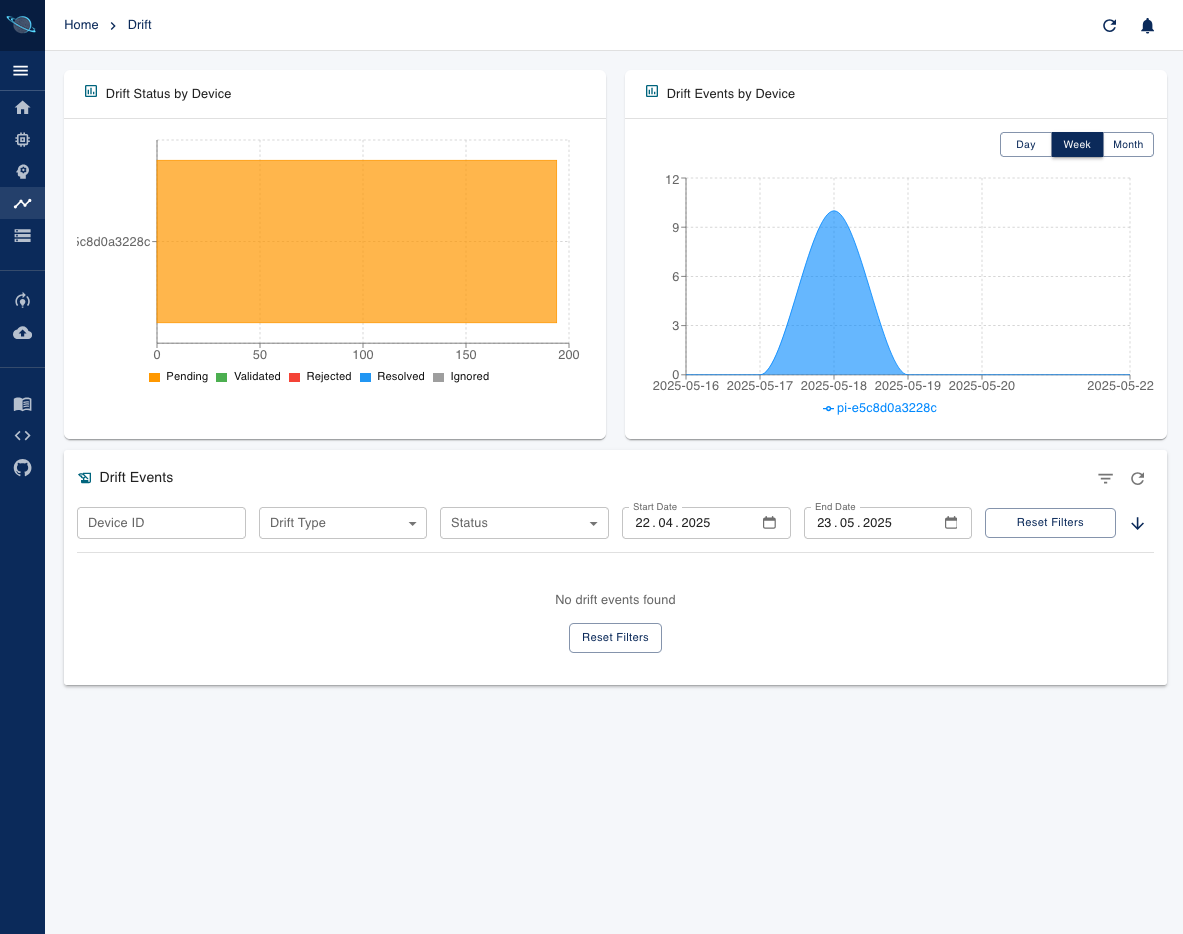 Home > Drift
Drift Status by Device
5c8d0a3228c
0 50 100 150 200
Pending Validated Rejected Resolved Ignored
Drift Events by Device
Day Week Month
12
9
6
3
0
2025-05-16 2025-05-17 2025-05-18 2025-05-19 2025-05-20 2025-05-22
pi-e5c8d0a3228c
Drift Events
Device ID
Drift Type
Status
Start Date
22.04.2025
End Date
23.05.2025
Reset Filters
No drift events found
Reset Filters